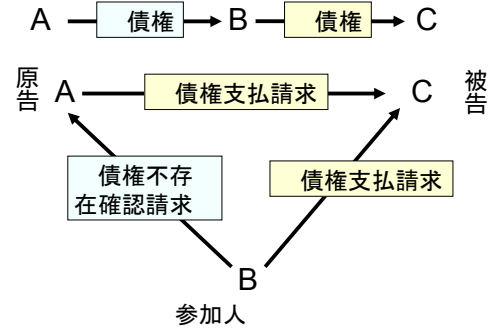 A 債権 B 債権 C
原告 A 債権支払請求 C 被告
債権不存
在確認請求
債権支払請求
B
参加人